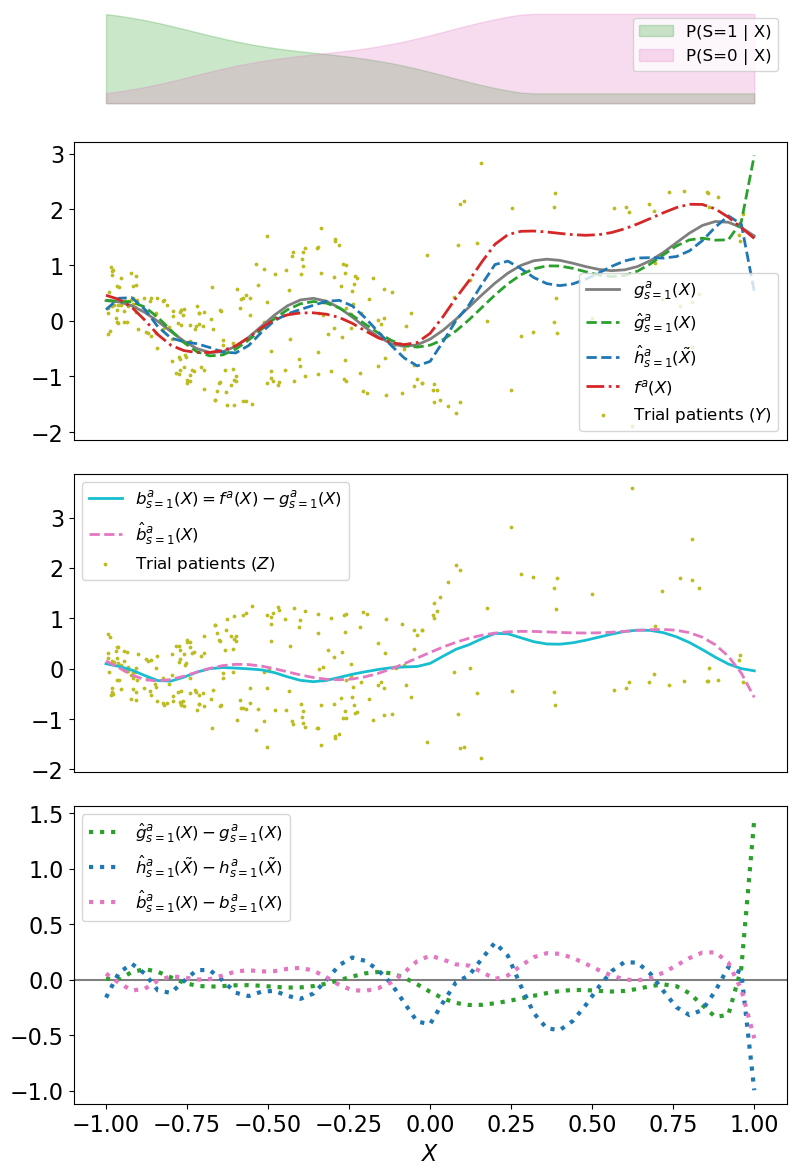 P(S=1 | X)
P(S=0 | X)
3
2
1
0
−1
−2
g^a_{s=1}(X)
ĝ^a_{s=1}(X)
ĥ^a_{s=1}(X̃)
f^a(X)
Trial patients (Y)
b^a_{s=1}(X) = f^a(X) − g^a_{s=1}(X)
b̂^a_{s=1}(X)
Trial patients (Z)
3
2
1
0
−1
−2
ĝ^a_{s=1}(X) − g^a_{s=1}(X)
ĥ^a_{s=1}(X̃) − h^a_{s=1}(X̃)
b̂^a_{s=1}(X) − b^a_{s=1}(X)
1.5
1.0
0.5
0.0
−0.5
−1.0
−1.00 −0.75 −0.50 −0.25 0.00 0.25 0.50 0.75 1.00
X